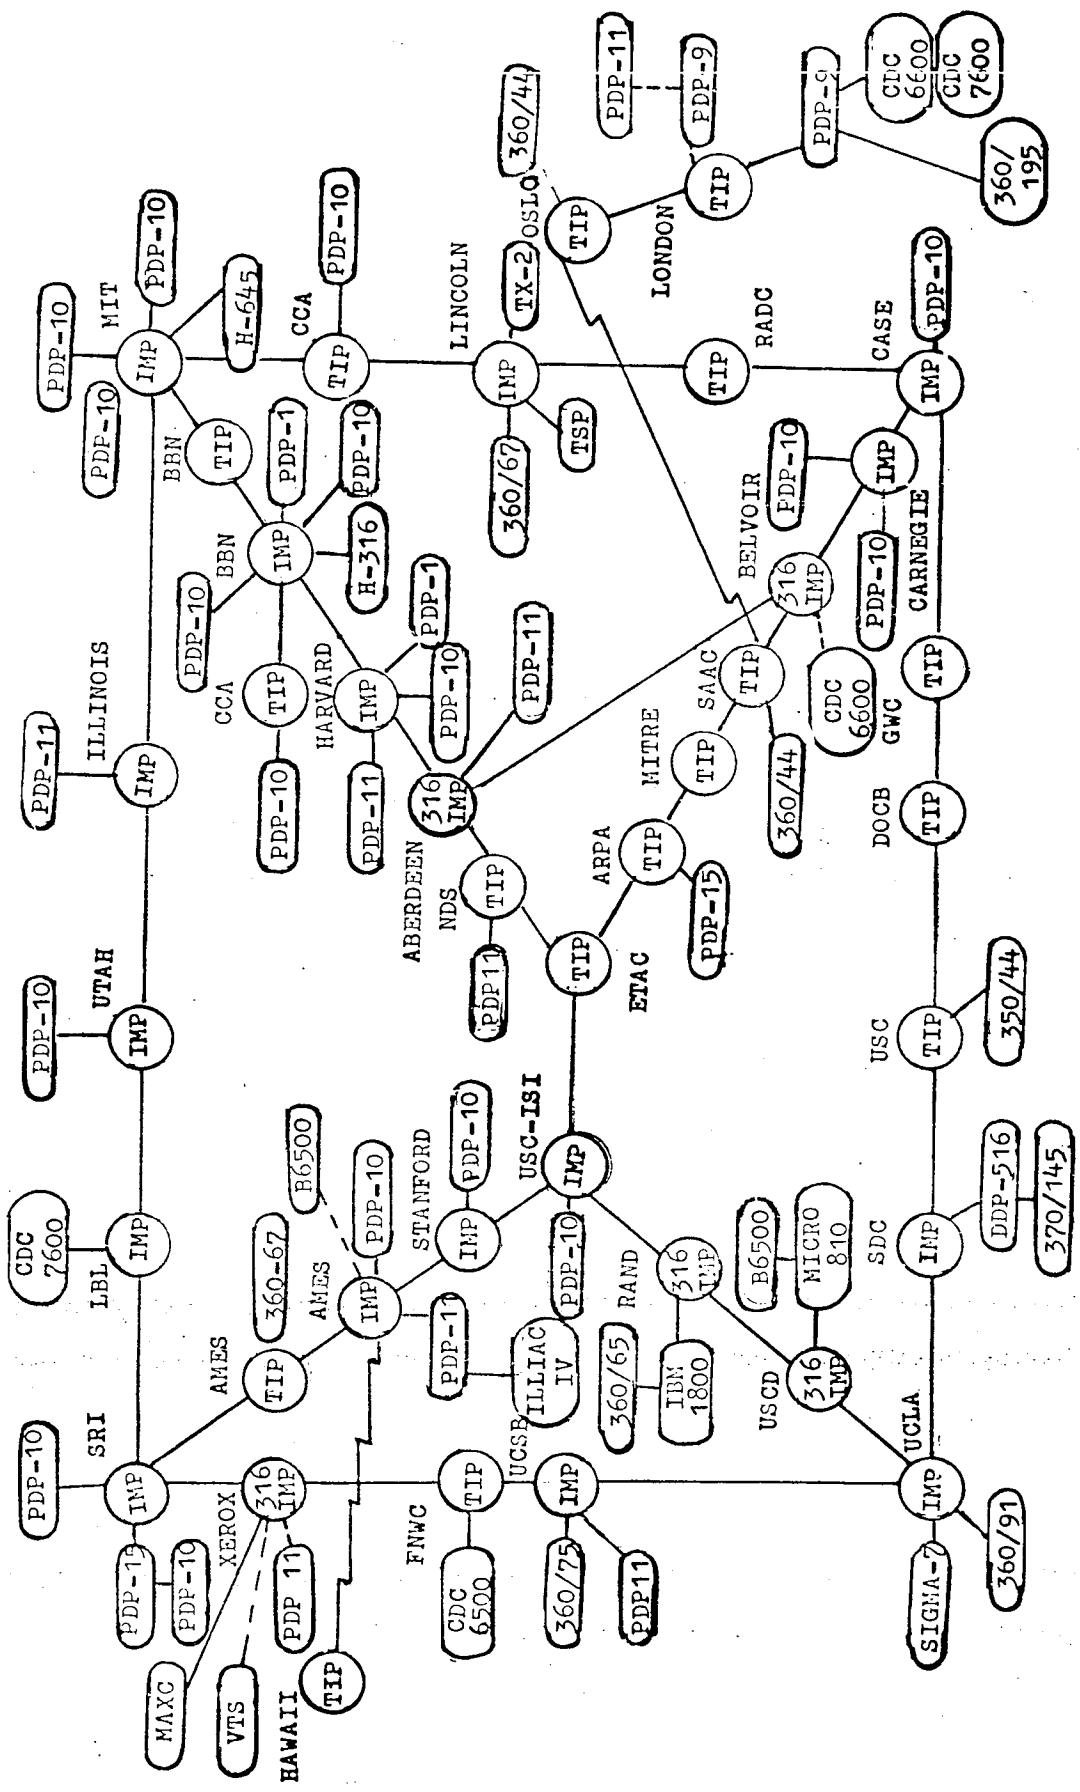 PDP-10
CDC
7600
PDP-10
PDP-11
PDP-10
SRI
LBL
UTAH
ILLINOIS
PDP-10
MIT
PDP-15
IMP
IMP
IMP
IMP
IMP
PDP-10
MAXC
PDP-10
BBN
PDP-10
VTS
XEROX
AMES
BBN
TIP
H-645
PDP 11
316
IMP
TIP
360-67
CCA
TIP
IMP
PDP-1
HAWAII
TIP
AMES
B6500
PDP-10
HARVARD
H-316
PDP-10
CCA
TIP
PDP-10
IMP
PDP-10
PDP-11
IMP
PDP-1
FNWC
PDP-11
STANFORD
ABERDEEN
316
IMP
PDP-10
LINCOLN
CDC
6500
TIP
IMP
PDP-10
NDS
TIP
PDP11
360/67
IMP
TX-2
UCSB
ILLIAC
IV
USC-ISI
PDP-11
OSLO
360/44
360/75
IMP
PDP-10
IMP
ETAC
TIP
TSP
TIP
PDP11
360/65
RAND
ARPA
TIP
PDP-11
IBM
1800
316
IMP
PDP-15
MITRE
TIP
LONDON
TIP
PDP-9
USCD
316
IMP
B6500
MICRO
810
SAAC
TIP
360/44
BELVOIR
316
IMP
PDP-10
TIP
RADC
PDP-9
CDC
6600
CDC
7600
CDC
6600
IMP
PDP-10
CARNEGIE
UCLA
SDC
USC
DOCB
GWC
CASE
SIGMA-7
IMP
IMP
TIP
TIP
TIP
IMP
PDP-10
360/91
DDP-516
370/145
350/44
360/
195